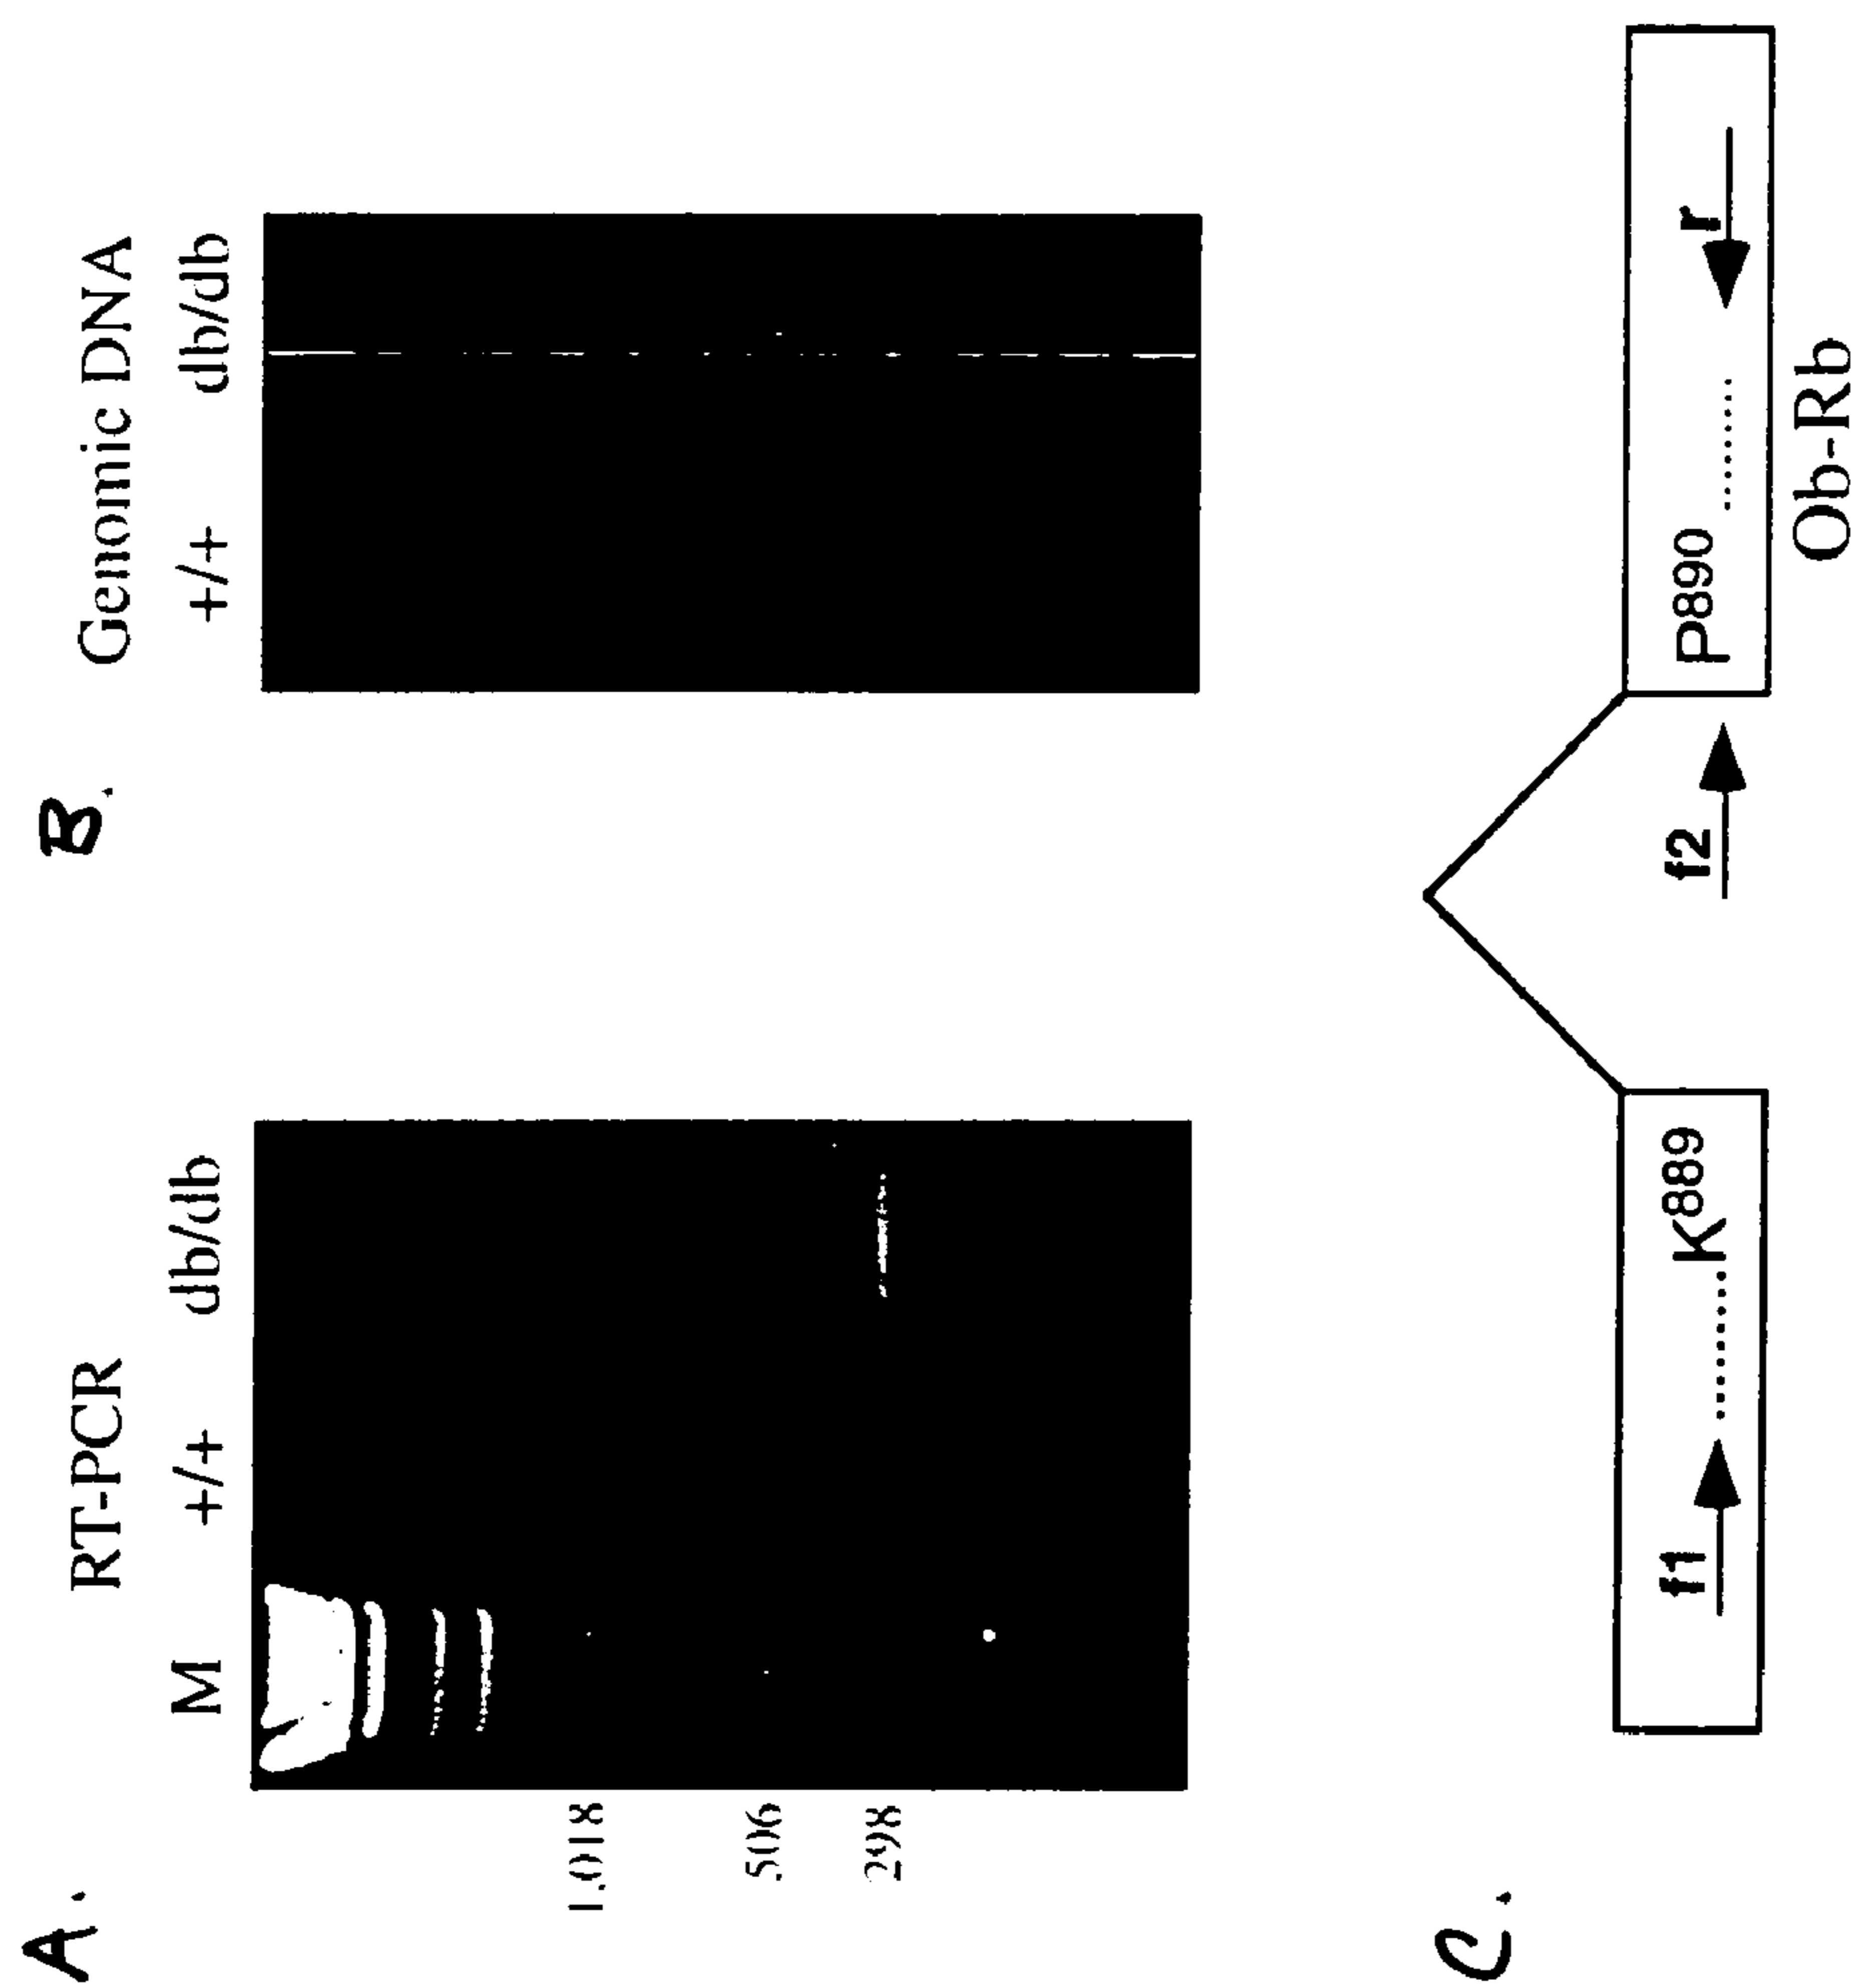 A.
RT-PCR
M +/+ db/db
1,018
506
298
B.
Genomic DNA
+/+ db/db
C.
f1 K889
f2
P890 r
Ob-Rb